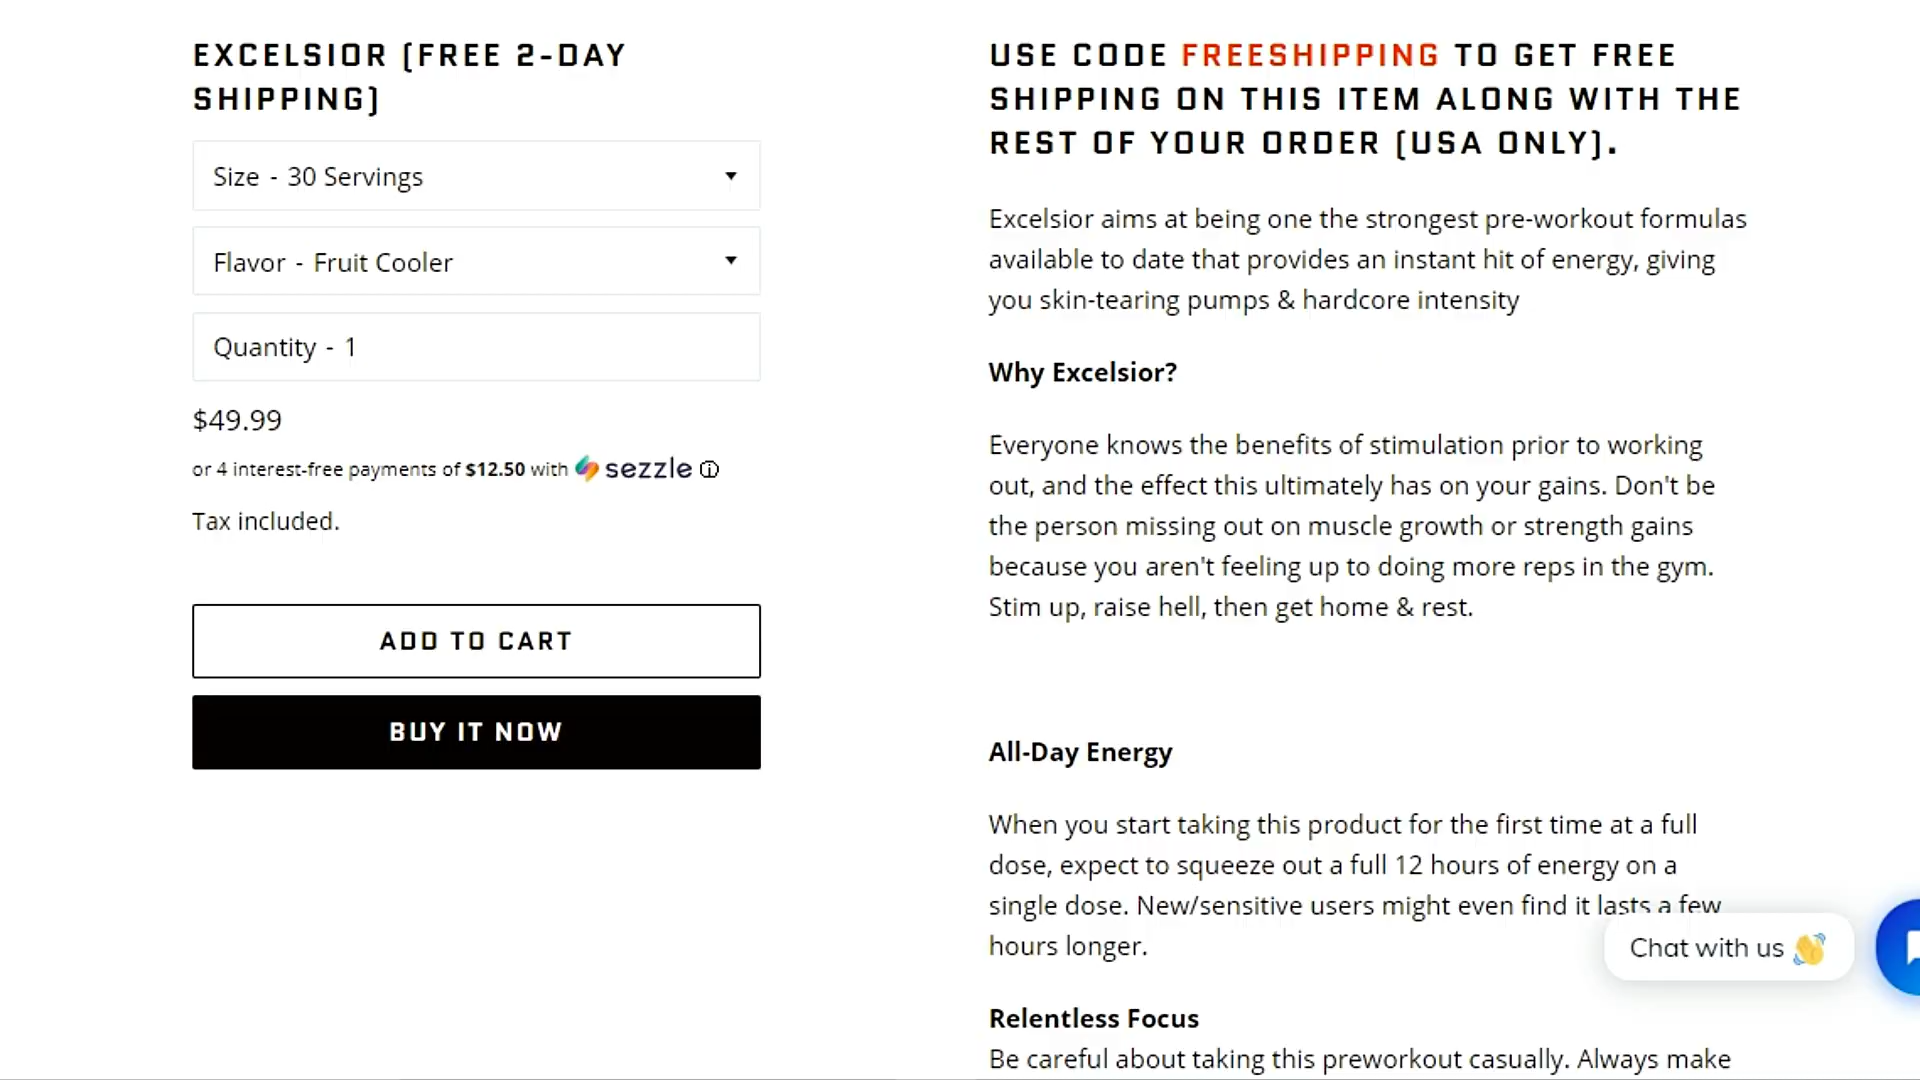 EXCELSIOR [FREE 2-DAY
SHIPPING]
Size - 30 Servings
Flavor - Fruit Cooler
Quantity - 1
$49.99
or 4 interest-free payments of $12.50 with sezzle
Tax included.
ADD TO CART
BUY IT NOW
USE CODE FREESHIPPING TO GET FREE
SHIPPING ON THIS ITEM ALONG WITH THE
REST OF YOUR ORDER [USA ONLY].
Excelsior aims at being one the strongest pre-workout formulas
available to date that provides an instant hit of energy, giving
you skin-tearing pumps & hardcore intensity
Why Excelsior?
Everyone knows the benefits of stimulation prior to working
out, and the effect this ultimately has on your gains. Don't be
the person missing out on muscle growth or strength gains
because you aren't feeling up to doing more reps in the gym.
Stim up, raise hell, then get home & rest.
All-Day Energy
When you start taking this product for the first time at a full
dose, expect to squeeze out a full 12 hours of energy on a
single dose. New/sensitive users might even find it lasts a few
hours longer.
Chat with us
Relentless Focus
Be careful about taking this preworkout casually. Always make